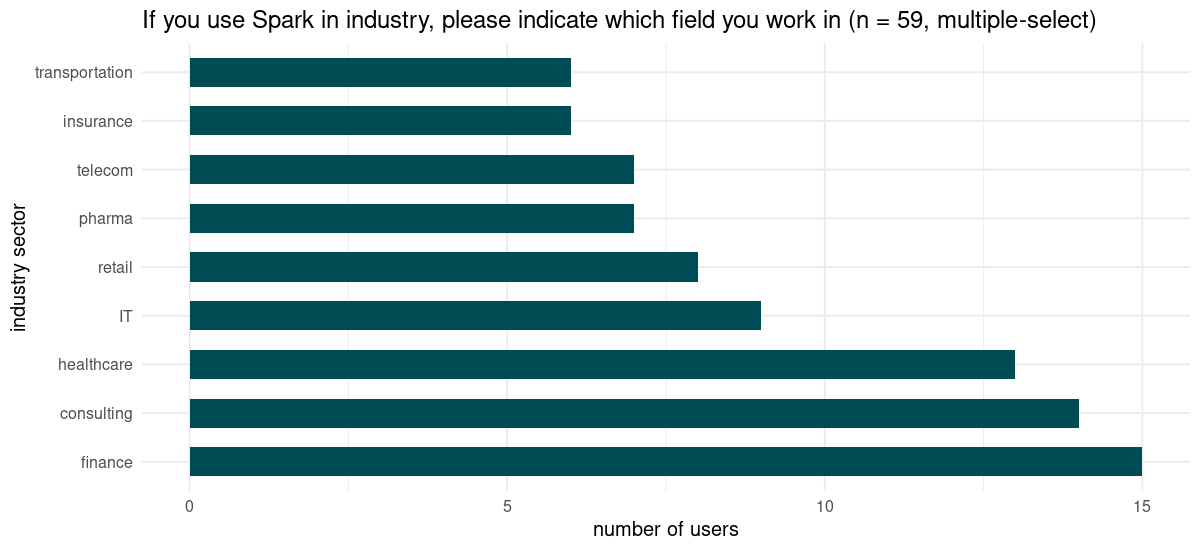 If you use Spark in industry, please indicate which field you work in (n = 59, multiple-select)
transportation
insurance
telecom
pharma
retail
IT
healthcare
consulting
finance
industry sector
0 5 10 15
number of users